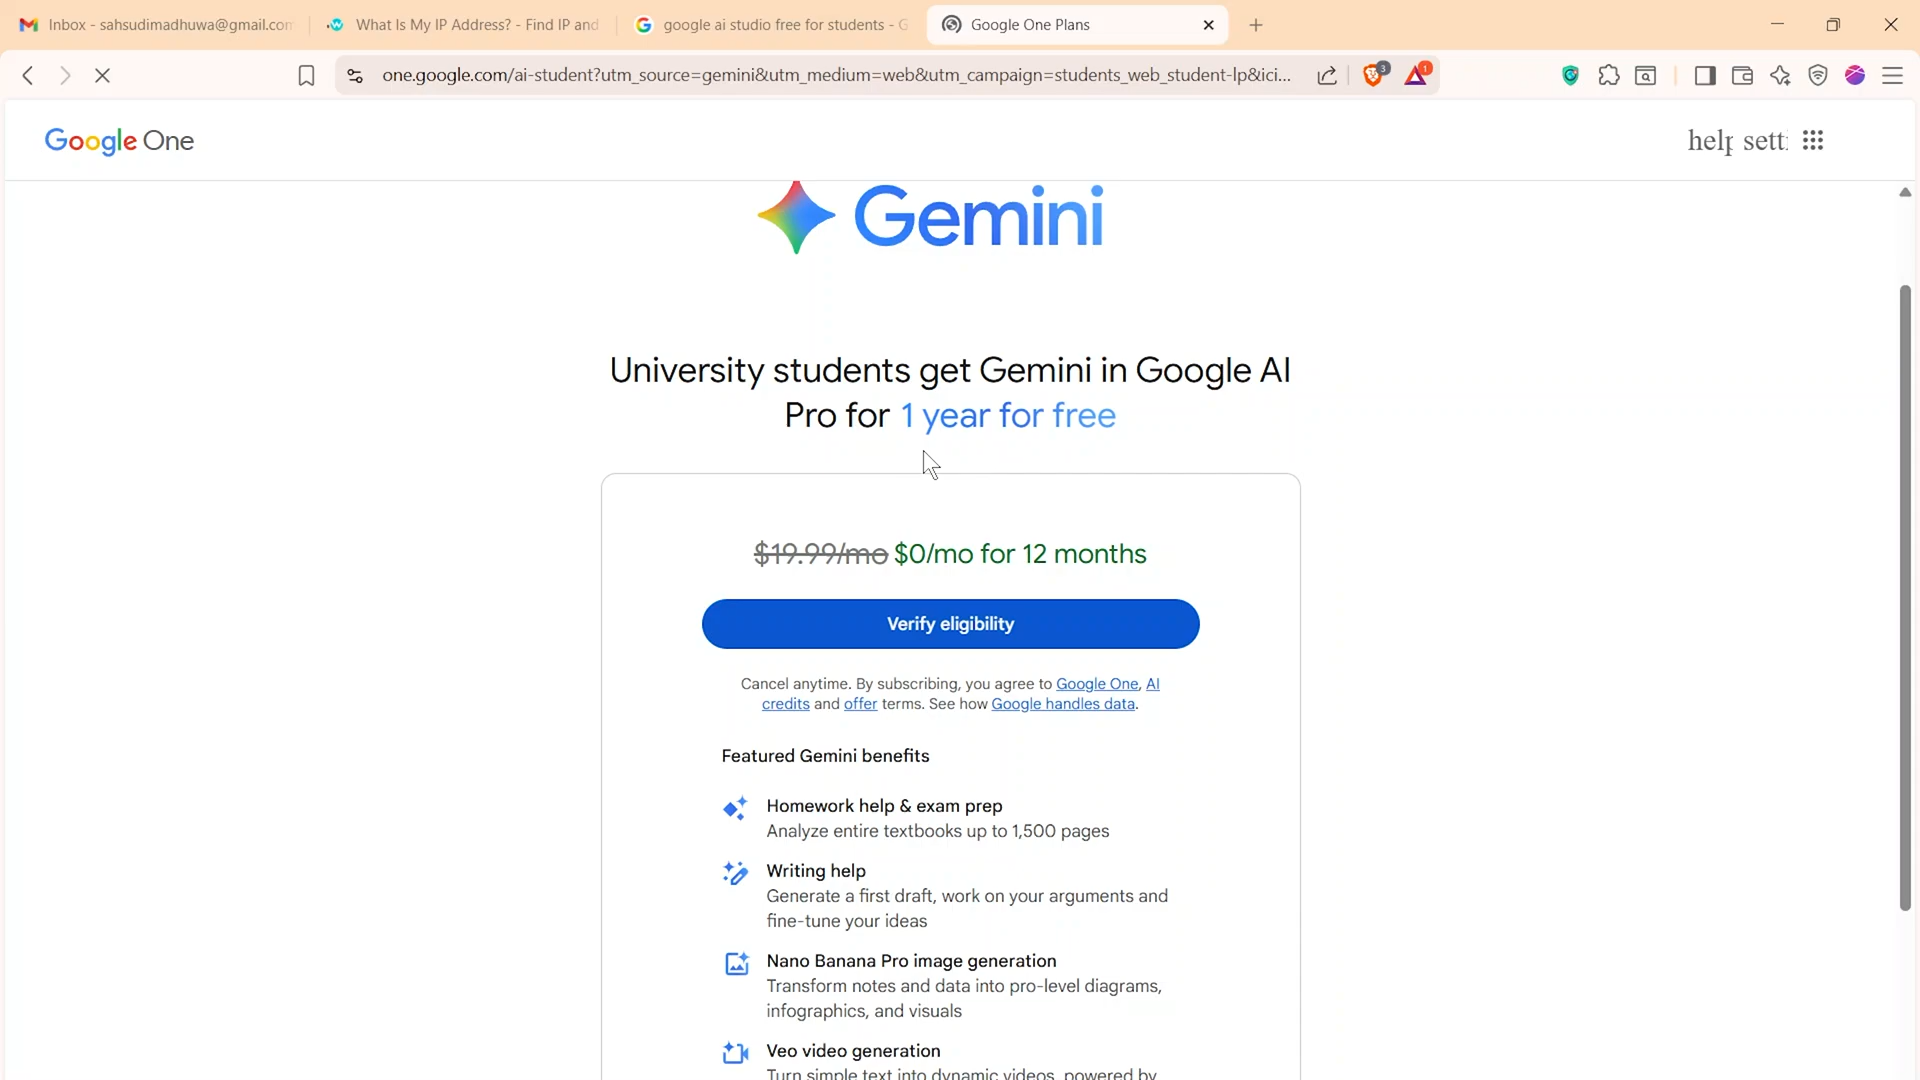 Inbox - sahsudimadhuwa@gmail.com
What Is My IP Address? - Find IP and
google ai studio free for students - G
Google One Plans
one.google.com/ai-student?utm_source=gemini&utm_medium=web&utm_campaign=students_web_student-lp&ici...
3
1
Google One
help setti
Gemini
University students get Gemini in Google AI
Pro for 1 year for free
$19.99/mo $0/mo for 12 months
Verify eligibility
Cancel anytime. By subscribing, you agree to Google One, AI
credits and offer terms. See how Google handles data.
Featured Gemini benefits
Homework help & exam prep
Analyze entire textbooks up to 1,500 pages
Writing help
Generate a first draft, work on your arguments and
fine-tune your ideas
Nano Banana Pro image generation
Transform notes and data into pro-level diagrams,
infographics, and visuals
Veo video generation
Turn simple text into dynamic videos, powered by